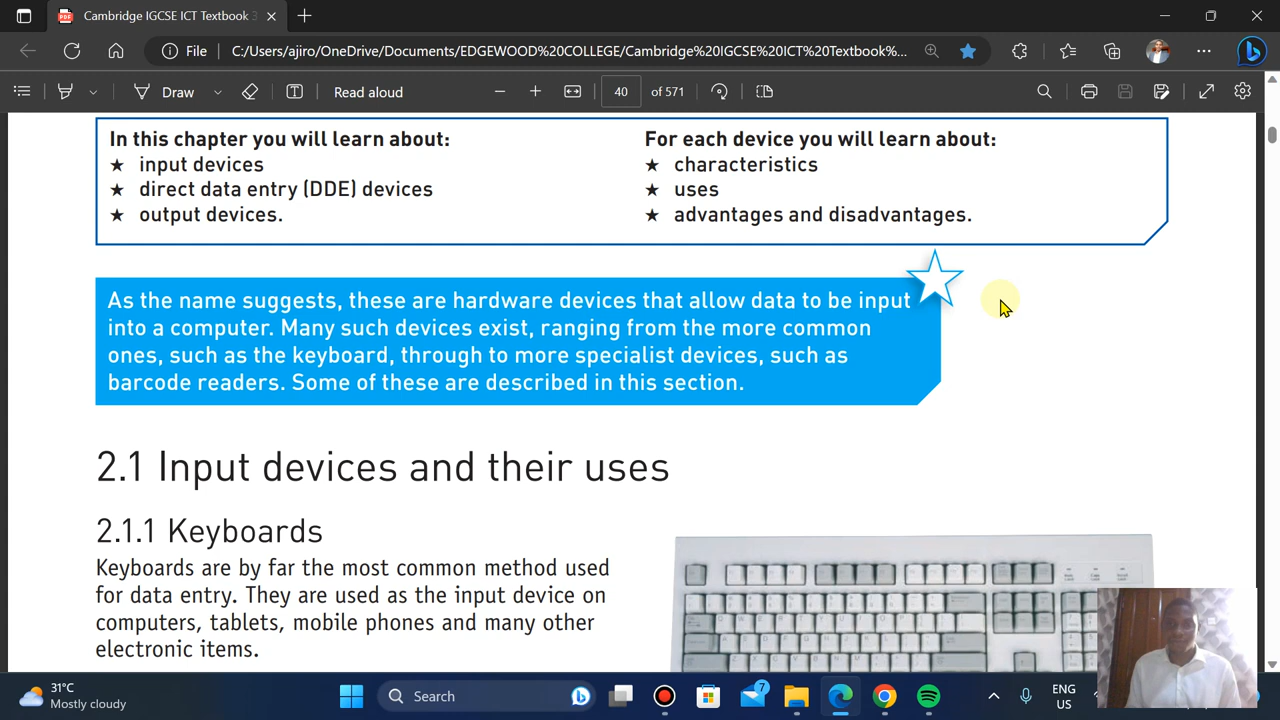 Cambridge IGCSE ICT Textbook 3
File
C:/Users/ajiro/OneDrive/Documents/EDGEWOOD%20COLLEGE/Cambridge%20IGCSE%20ICT%20Textbook%...
Draw
Read aloud
40
of 571
In this chapter you will learn about:
★ input devices
★ direct data entry (DDE) devices
★ output devices.
For each device you will learn about:
★ characteristics
★ uses
★ advantages and disadvantages.
As the name suggests, these are hardware devices that allow data to be input
into a computer. Many such devices exist, ranging from the more common
ones, such as the keyboard, through to more specialist devices, such as
barcode readers. Some of these are described in this section.
2.1 Input devices and their uses
2.1.1 Keyboards
Keyboards are by far the most common method used
for data entry. They are used as the input device on
computers, tablets, mobile phones and many other
electronic items.
31°C
Mostly cloudy
Search
7
ENG
US